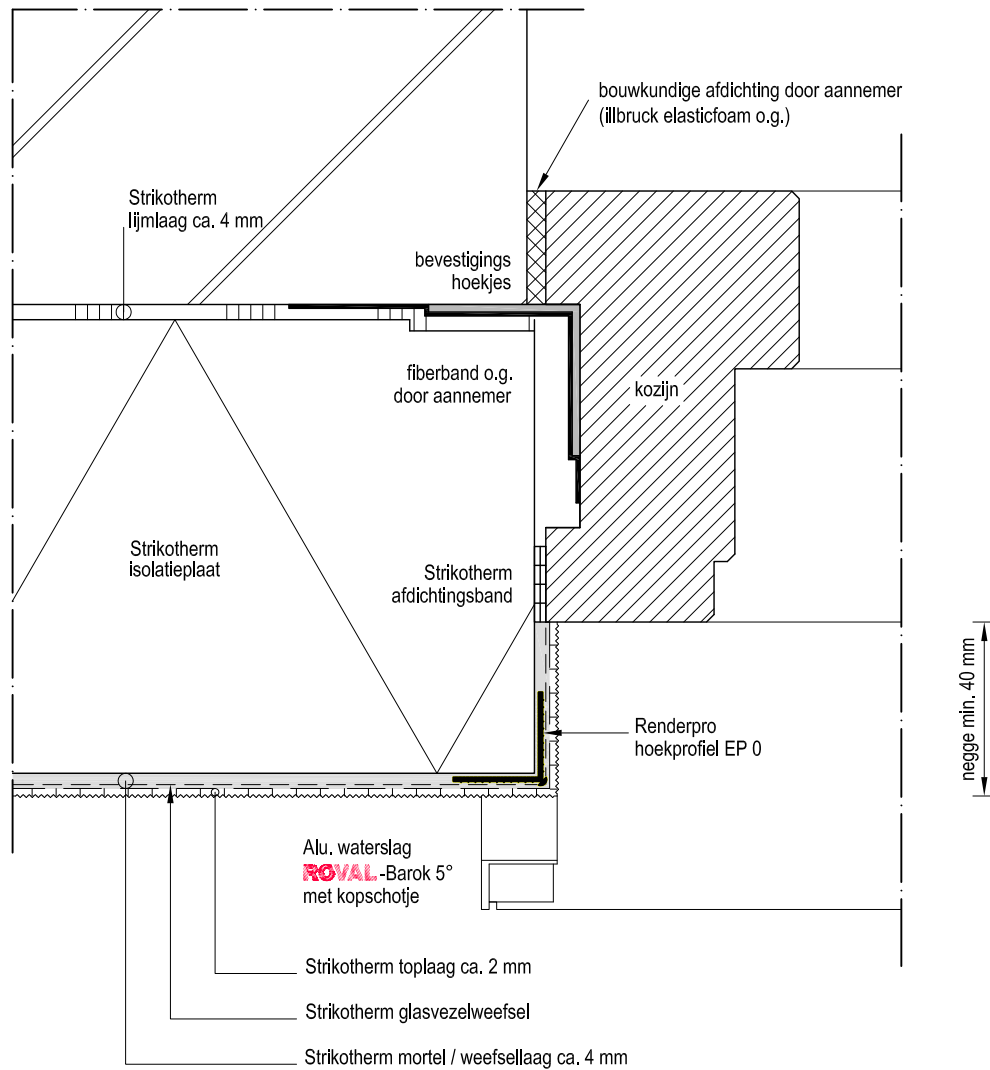 bouwkundige afdichting door aannemer
(illbruck elasticfoam o.g.)
Strikotherm
lijmlaag ca. 4 mm
bevestigings
hoekjes
fiberband o.g.
door aannemer
kozijn
Strikotherm
isolatieplaat
Strikotherm
afdichtingsband
Renderpro
hoekprofiel EP 0
negge min. 40 mm
Alu. waterslag
ROVAL-Barok 5°
met kopschotje
Strikotherm toplaag ca. 2 mm
Strikotherm glasvezelweefsel
Strikotherm mortel / weefsellaag ca. 4 mm